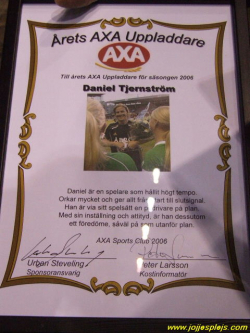 Årets AXA Uppladdare
AXA
Till årets AXA Uppladdare för säsongen 2006
Daniel Tjernström
Daniel är en spelare som hållit högt tempo.
Orkar mycket och ger allt från start till slutsignal.
Han är via sitt spelsätt en pådrivare på plan.
Med sin inställning och attityd, är han dessutom
ett föredöme, såväl på som utanför plan.
AXA Sports Club 2006
Urban Steveling
Peter Larsson
Sponsoransvarig
Kostinformatör
www.jojjesplejs.com